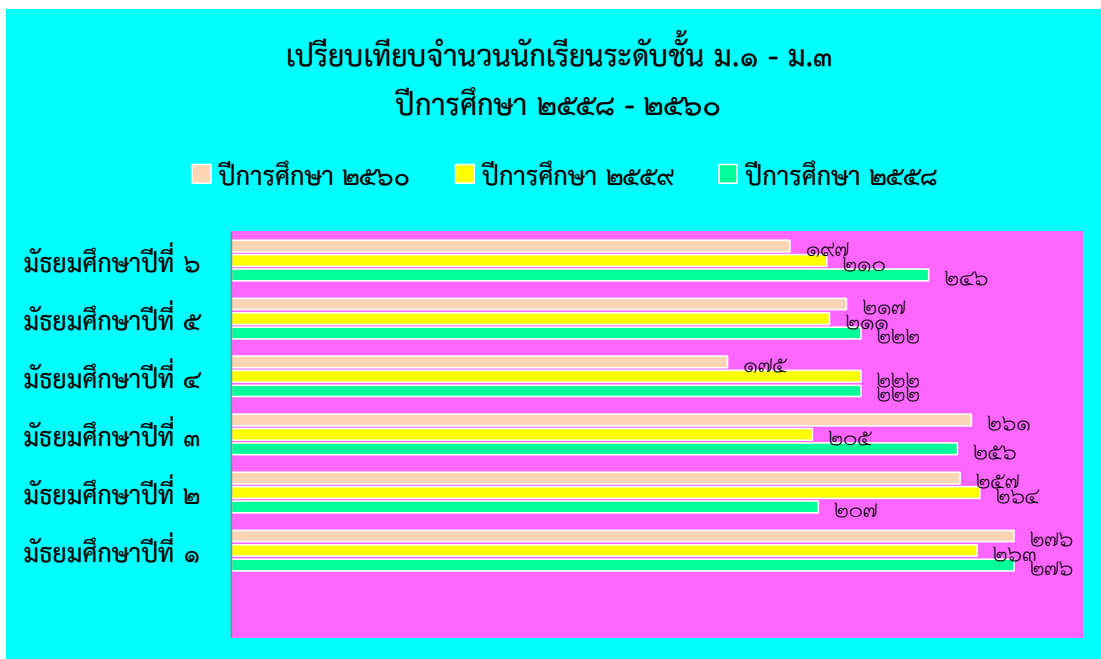 เปรียบเทียบจำนวนนักเรียนระดับชั้น ม.๑ - ม.๓
ปีการศึกษา ๒๕๕๘ - ๒๕๖๐
ปีการศึกษา ๒๕๖๐ ปีการศึกษา ๒๕๕๙ ปีการศึกษา ๒๕๕๘
มัธยมศึกษาปีที่ ๖
๑๙๗
๒๑๐
๒๔๖
มัธยมศึกษาปีที่ ๕
๒๑๗
๒๑๑
๒๒๒
มัธยมศึกษาปีที่ ๔
๑๗๕
๒๒๒
๒๒๒
มัธยมศึกษาปีที่ ๓
๒๖๑
๒๐๕
๒๕๖
มัธยมศึกษาปีที่ ๒
๒๕๗
๒๖๔
๒๐๗
มัธยมศึกษาปีที่ ๑
๒๗๖
๒๖๓
๒๗๖